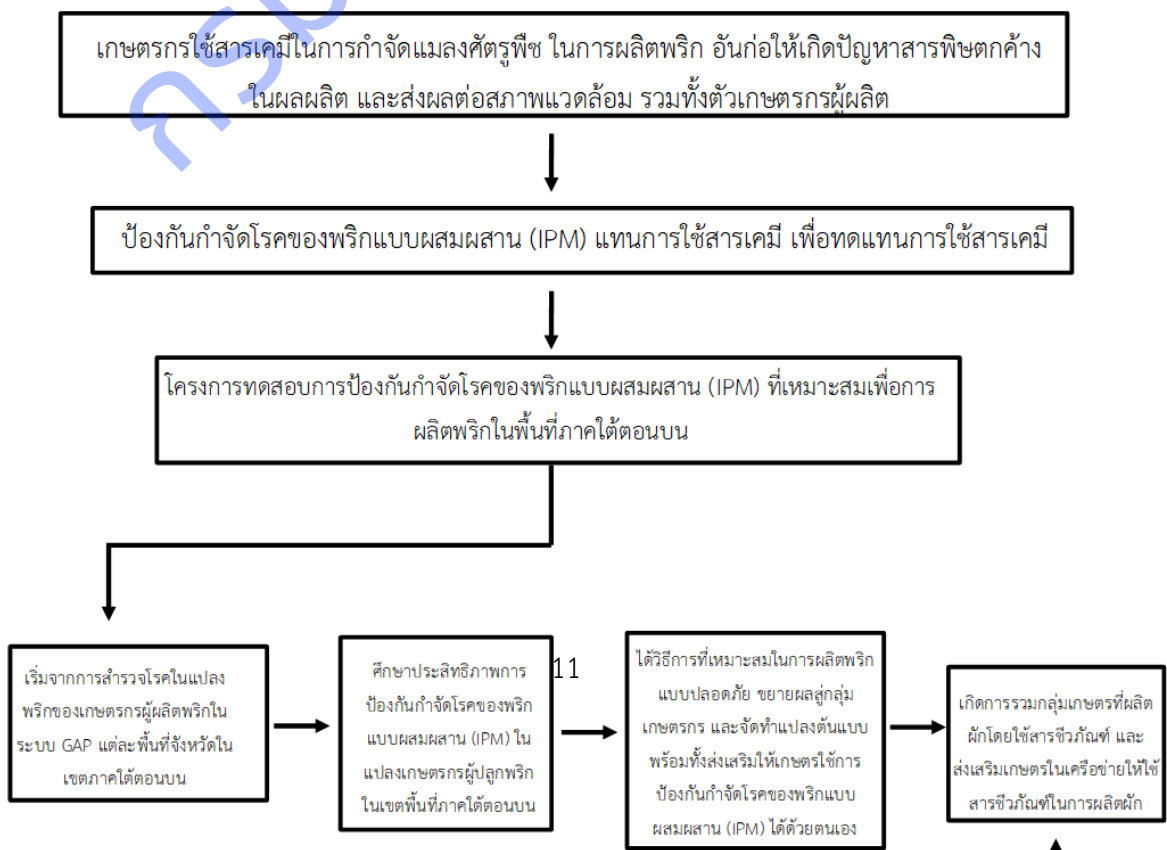 เกษตรกรใช้สารเคมีในการกำจัดแมลงศัตรูพืช ในการผลิตพริก อันก่อให้เกิดปัญหาสารพิษตกค้าง
ในผลผลิต และส่งผลต่อสภาพแวดล้อม รวมทั้งตัวเกษตรกรผู้ผลิต
ป้องกันกำจัดโรคของพริกแบบผสมผสาน (IPM) แทนการใช้สารเคมี เพื่อทดแทนการใช้สารเคมี
โครงการทดสอบการป้องกันกำจัดโรคของพริกแบบผสมผสาน (IPM) ที่เหมาะสมเพื่อการ
ผลิตพริกในพื้นที่ภาคใต้ตอนบน
เริ่มจากการสำรวจโรคในแปลง
พริกของเกษตรกรผู้ผลิตพริกใน
ระบบ GAP แต่ละพื้นที่จังหวัดใน
เขตภาคใต้ตอนบน
ศึกษาประสิทธิภาพการ
ป้องกันกำจัดโรคของพริก
แบบผสมผสาน (IPM) ใน
แปลงเกษตรกรผู้ปลูกพริก
ในเขตพื้นที่ภาคใต้ตอนบน
11
ได้วิธีการที่เหมาะสมในการผลิตพริก
แบบปลอดภัย ขยายผลสู่กลุ่ม
เกษตรกร และจัดทำแปลงต้นแบบ
พร้อมทั้งส่งเสริมให้เกษตรใช้การ
ป้องกันกำจัดโรคของพริกแบบ
ผสมผสาน (IPM) ได้ด้วยตนเอง
เกิดการรวมกลุ่มเกษตรที่ผลิต
ผักโดยใช้สารชีวภัณฑ์ และ
ส่งเสริมเกษตรในเครือข่ายให้ใช้
สารชีวภัณฑ์ในการผลิตผัก